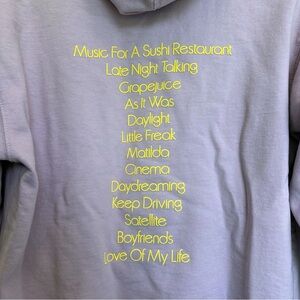 Music For A Sushi Restaurant
Late Night Talking
Grapejuice
As It Was
Daylight
Little Freak
Matilda
Cinema
Daydreaming
Keep Driving
Satellite
Boyfriends
Love Of My Life